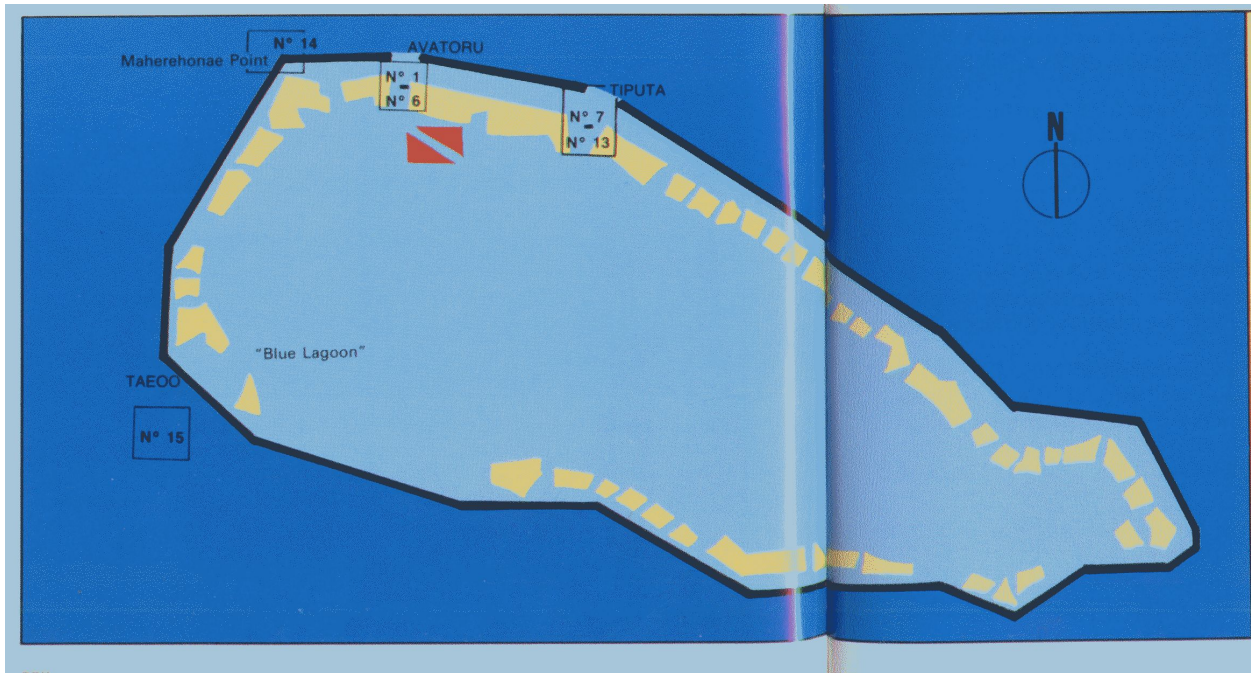 N° 14
Maherehonae Point
AVATORU
N° 1
-
N° 6
TIPUTA
N° 7
-
N° 13
N
"Blue Lagoon"
TAEOO
N° 15